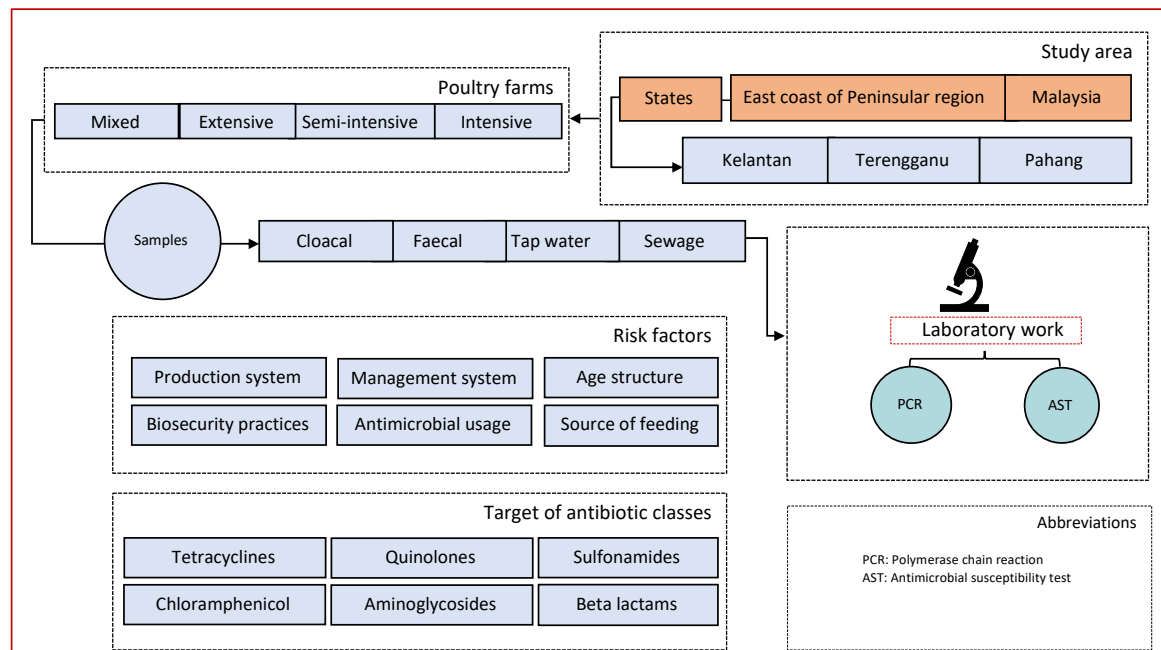 Study area
States
East coast of Peninsular region
Malaysia
Kelantan
Terengganu
Pahang
Poultry farms
Mixed
Extensive
Semi-intensive
Intensive
Samples
Cloacal
Faecal
Tap water
Sewage
Laboratory work
PCR
AST
Risk factors
Production system
Management system
Age structure
Biosecurity practices
Antimicrobial usage
Source of feeding
Target of antibiotic classes
Tetracyclines
Quinolones
Sulfonamides
Chloramphenicol
Aminoglycosides
Beta lactams
Abbreviations
PCR: Polymerase chain reaction
AST: Antimicrobial susceptibility test